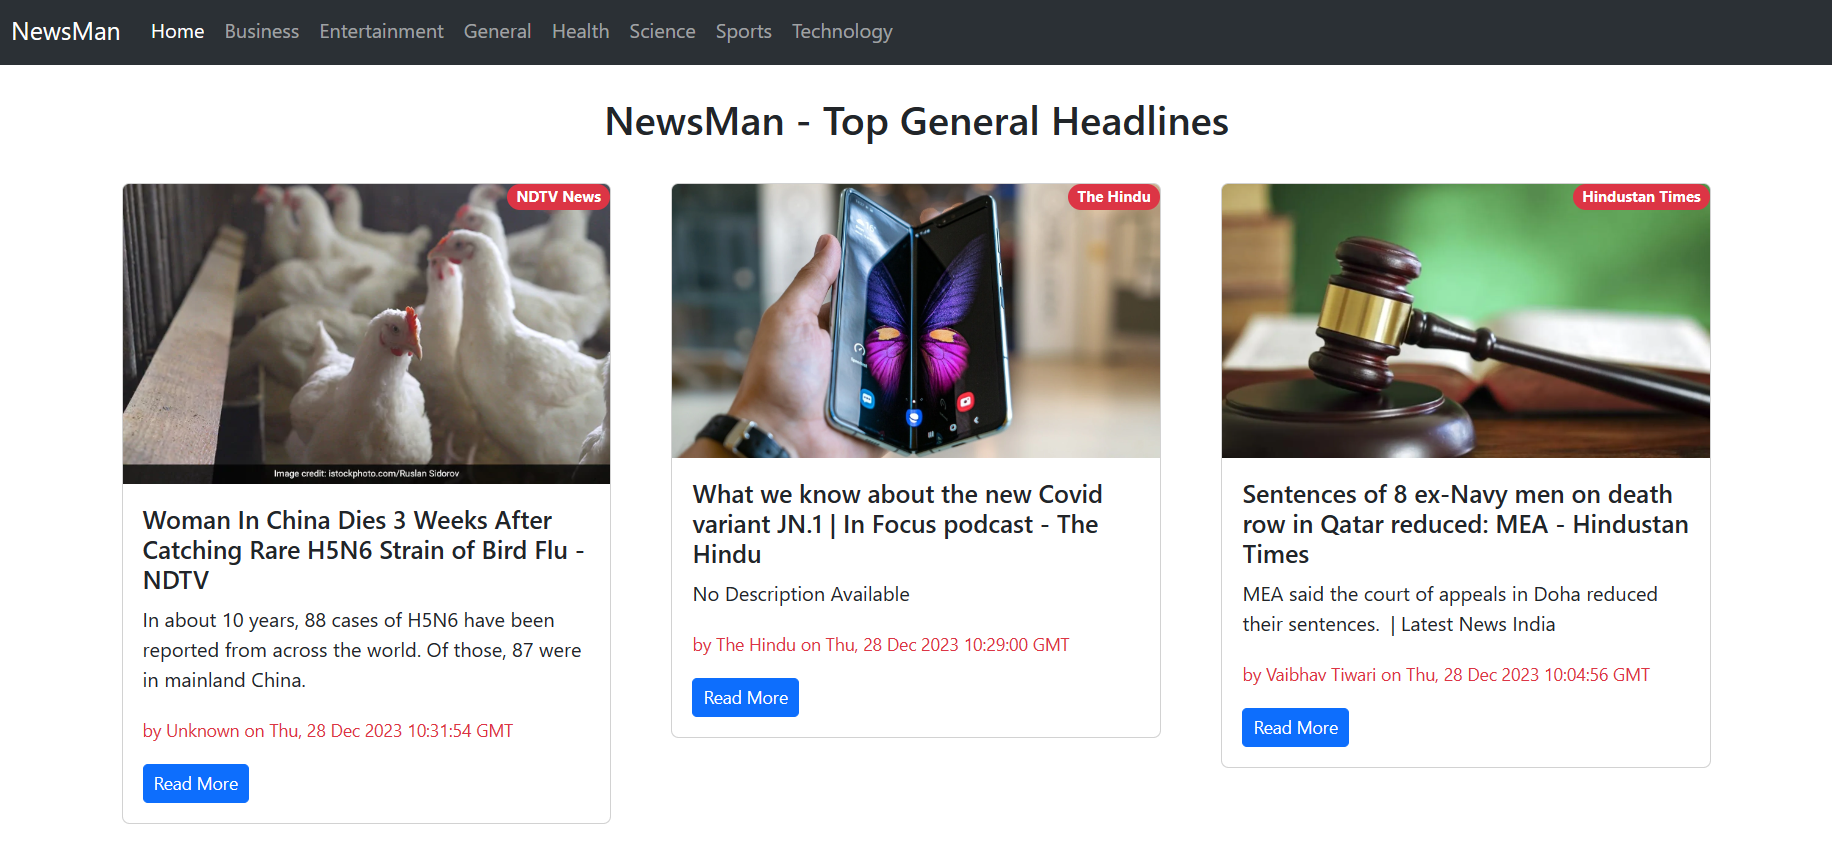 NewsMan Home Business Entertainment General Health Science Sports Technology
NewsMan - Top General Headlines
NDTV News
Image credit: istockphoto.com/Ruslan Sidorov
Woman In China Dies 3 Weeks After
Catching Rare H5N6 Strain of Bird Flu -
NDTV
In about 10 years, 88 cases of H5N6 have been
reported from across the world. Of those, 87 were
in mainland China.
by Unknown on Thu, 28 Dec 2023 10:31:54 GMT
Read More
The Hindu
What we know about the new Covid
variant JN.1 | In Focus podcast - The
Hindu
No Description Available
by The Hindu on Thu, 28 Dec 2023 10:29:00 GMT
Read More
Hindustan Times
Sentences of 8 ex-Navy men on death
row in Qatar reduced: MEA - Hindustan
Times
MEA said the court of appeals in Doha reduced
their sentences.  | Latest News India
by Vaibhav Tiwari on Thu, 28 Dec 2023 10:04:56 GMT
Read More